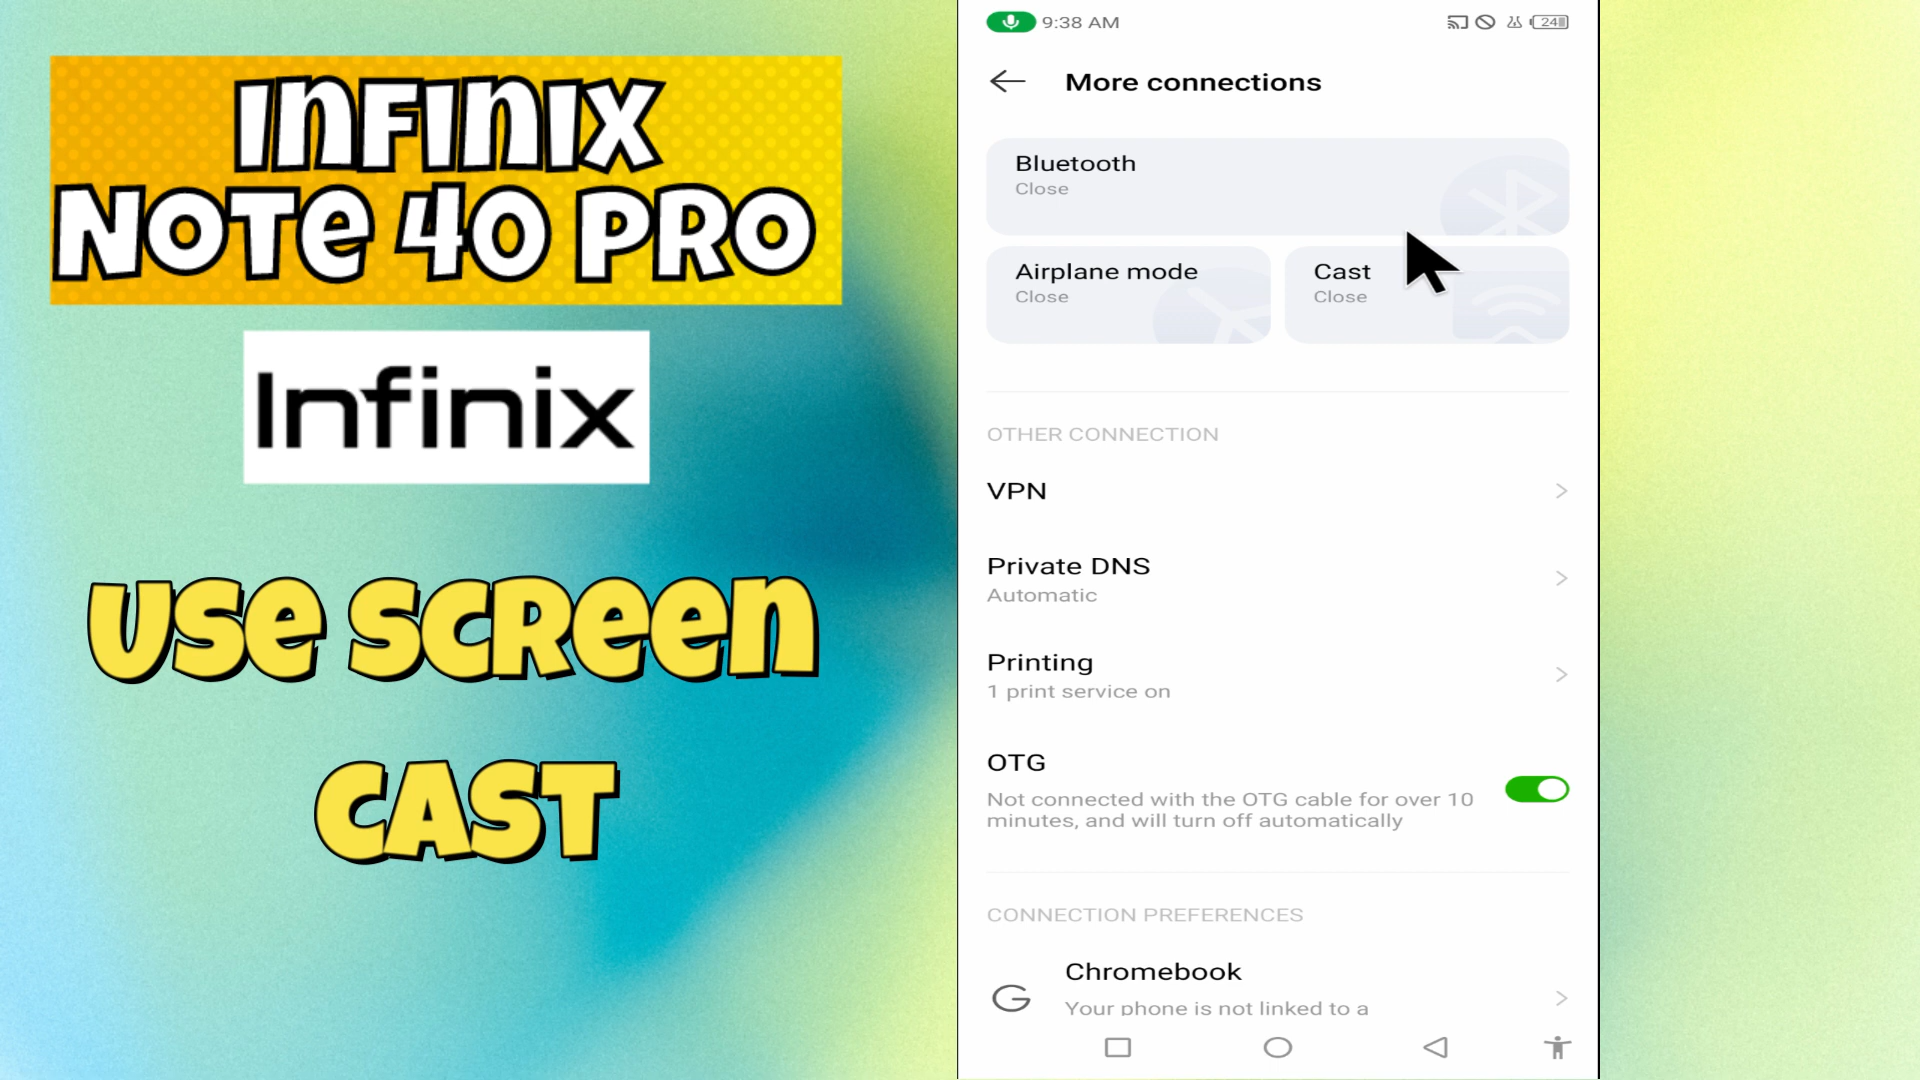 INFINIX
NOTE 40 PRO
Infinix
USE SCREEN
CAST
9:38 AM
24
More connections
Bluetooth
Close
Airplane mode
Close
Cast
Close
OTHER CONNECTION
VPN
Private DNS
Automatic
Printing
1 print service on
OTG
Not connected with the OTG cable for over 10
minutes, and will turn off automatically
CONNECTION PREFERENCES
Chromebook
Your phone is not linked to a